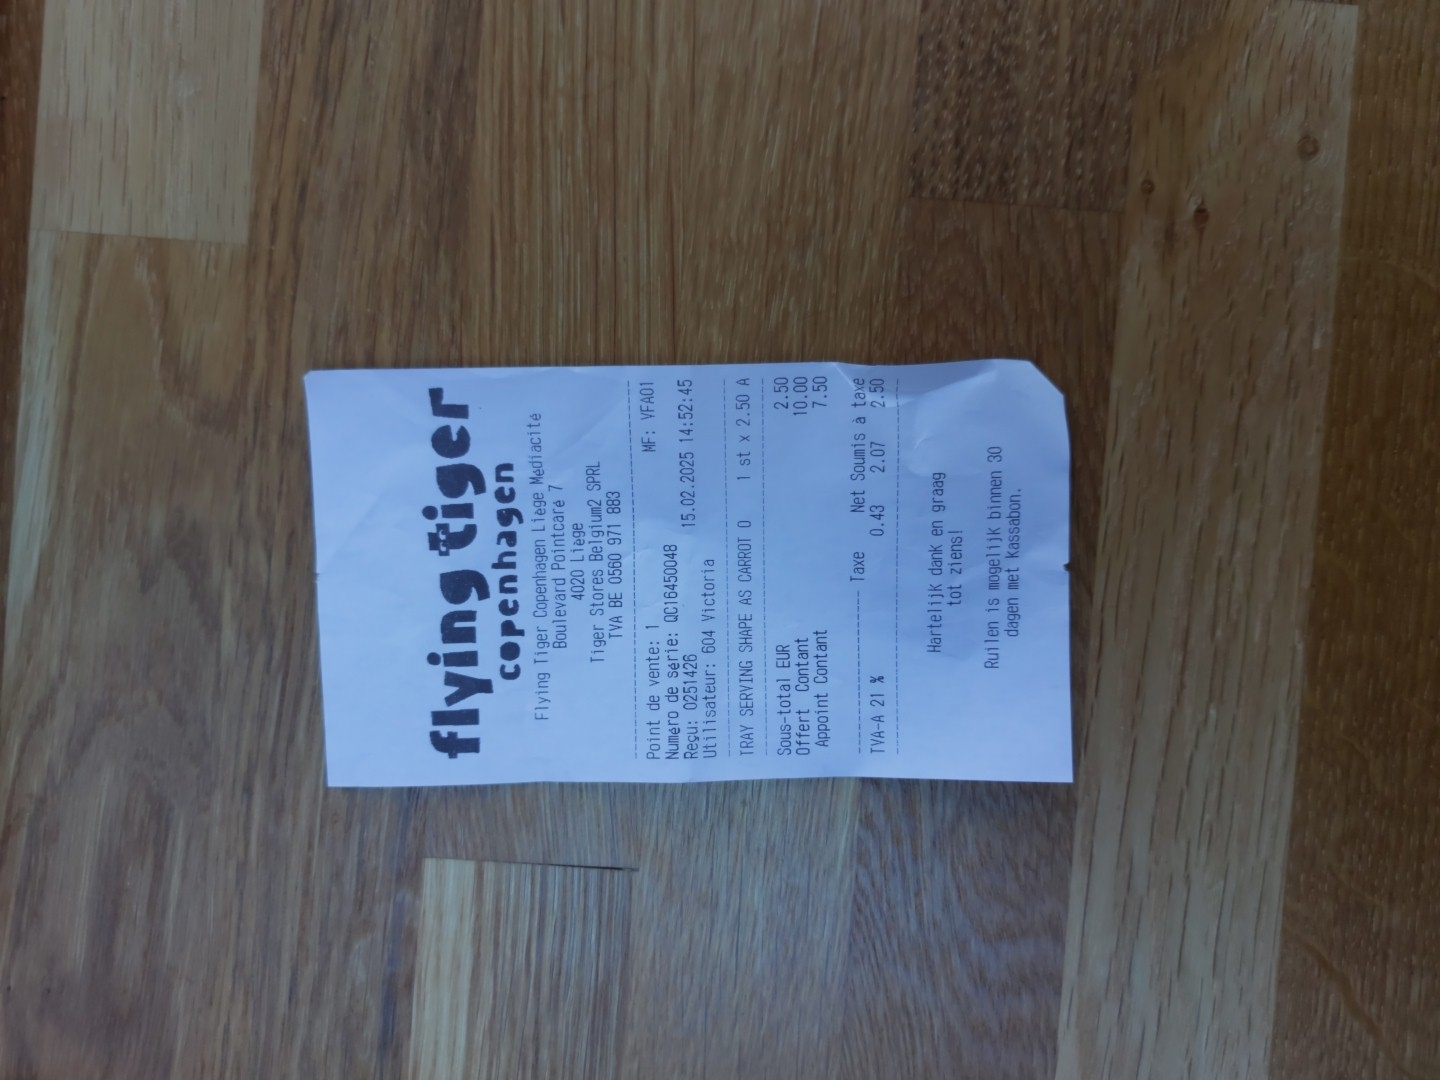 flying tiger
copenhagen
Flying Tiger Copenhagen Liège Médiacité
Boulevard Pointcaré 7
4020 Liège
Tiger Stores Belgium2 SPRL
TVA BE 0560 971 883
MF: VFA01
Point de vente: 1
Numéro de série: QC16450048
Reçu: 0251426 15.02.2025 14:52:45
Utilisateur: 604 Victoria
TRAY SERVING SHAPE AS CARROT O 1 st x 2.50 A
Sous-total EUR 2.50
Offert Contant 10.00
Appoint Contant 7.50
Taxe Net Soumis à taxe
TVA-A 21 % 0.43 2.07 2.50
Hartelijk dank en graag
tot ziens!
Ruilen is mogelijk binnen 30
dagen met Kassabon.